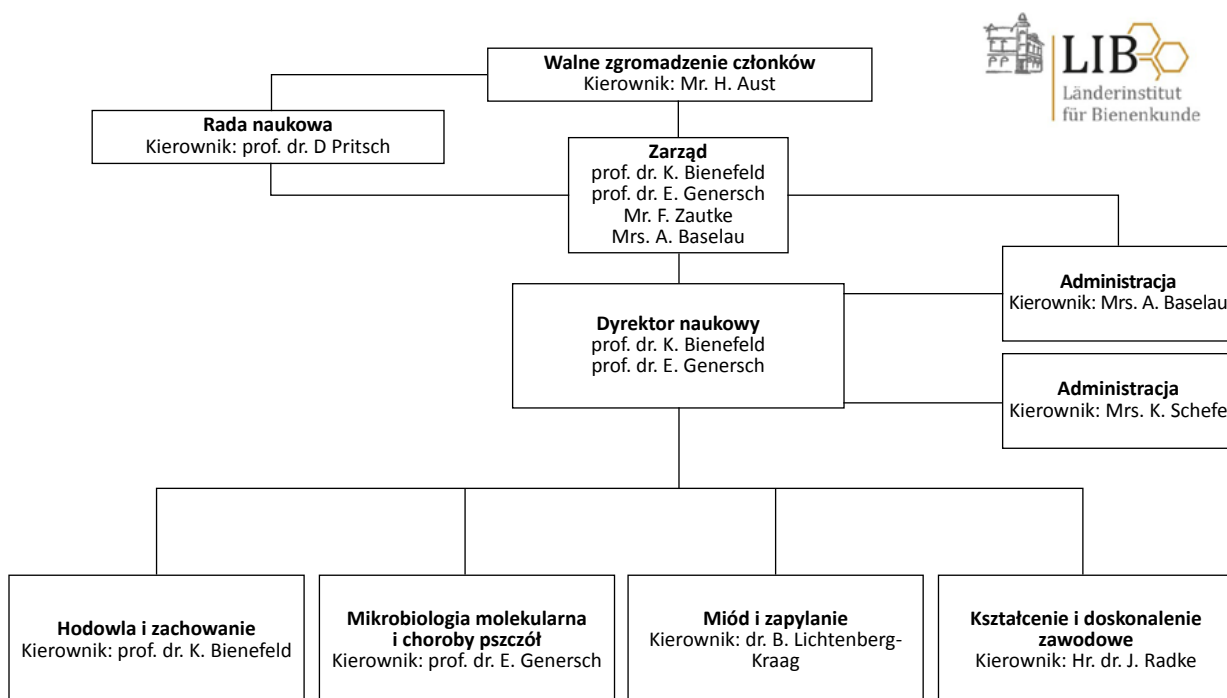 Walne zgromadzenie członków
Kierownik: Mr. H. Aust
LIB
Länderinstitut
für Bienenkunde
Rada naukowa
Kierownik: prof. dr. D Pritsch
Zarząd
prof. dr. K. Bienefeld
prof. dr. E. Genersch
Mr. F. Zautke
Mrs. A. Baselau
Administracja
Kierownik: Mrs. A. Baselau
Dyrektor naukowy
prof. dr. K. Bienefeld
prof. dr. E. Genersch
Administracja
Kierownik: Mrs. K. Schefe
Hodowla i zachowanie
Kierownik: prof. dr. K. Bienefeld
Mikrobiologia molekularna
i choroby pszczół
Kierownik: prof. dr. E. Genersch
Miód i zapylanie
Kierownik: dr. B. Lichtenberg-
Kraag
Kształcenie i doskonalenie
zawodowe
Kierownik: Hr. dr. J. Radke